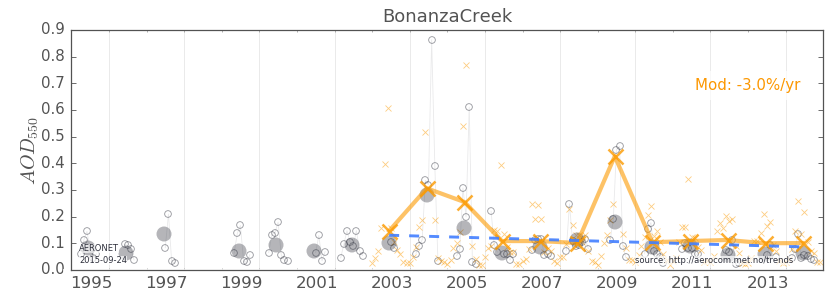 BonanzaCreek
0.9
0.8
0.7
0.6
0.5
0.4
0.3
0.2
0.1
0.0
AOD550
Mod: -3.0%/yr
AERONET
2015-09-24
source: http://aerocom.met.no/trends
1995 1997 1999 2001 2003 2005 2007 2009 2011 2013